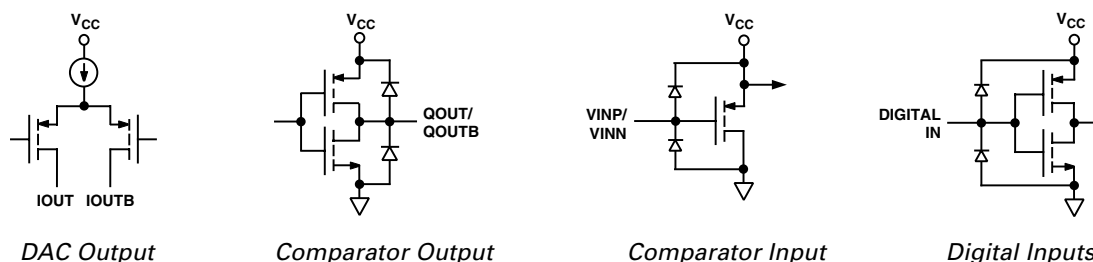 VCC
IOUT IOUTB
DAC Output
VCC
QOUT/
QOUTB
Comparator Output
VCC
VINP/
VINN
Comparator Input
VCC
DIGITAL
IN
Digital Inputs